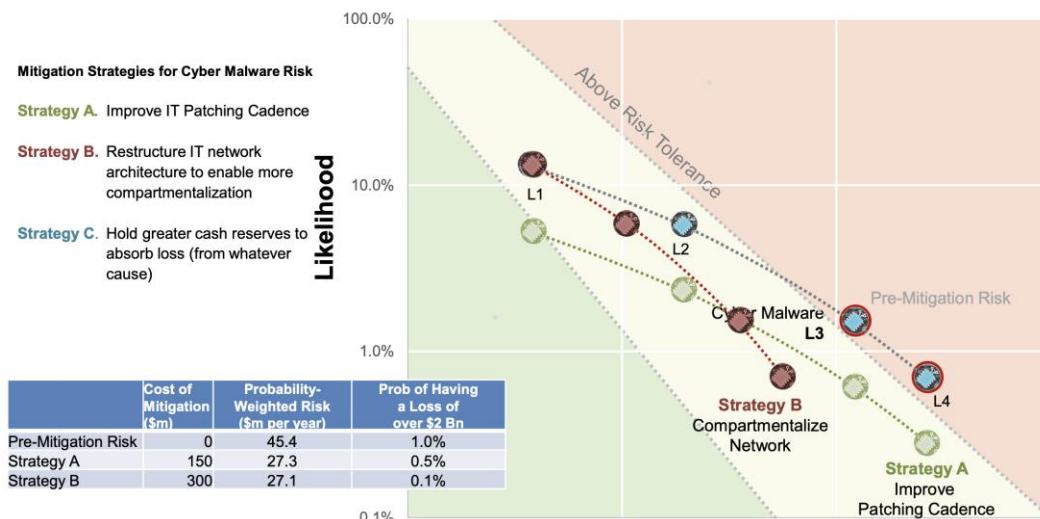 100.0%
Mitigation Strategies for Cyber Malware Risk
Strategy A. Improve IT Patching Cadence
Strategy B. Restructure IT network
architecture to enable more
compartmentalization
Strategy C. Hold greater cash reserves to
absorb loss (from whatever
cause)
Likelihood
Above Risk Tolerance
10.0%
L1
L2
Pre-Mitigation Risk
Cyber Malware
L3
1.0%
L4
Strategy B
Compartmentalize
Network
Strategy A
Improve
Patching Cadence
0.1%
Cost of Mitigation ($m) Probability-Weighted Risk ($m per year) Prob of Having a Loss of over $2 Bn
Pre-Mitigation Risk 0 45.4 1.0%
Strategy A 150 27.3 0.5%
Strategy B 300 27.1 0.1%